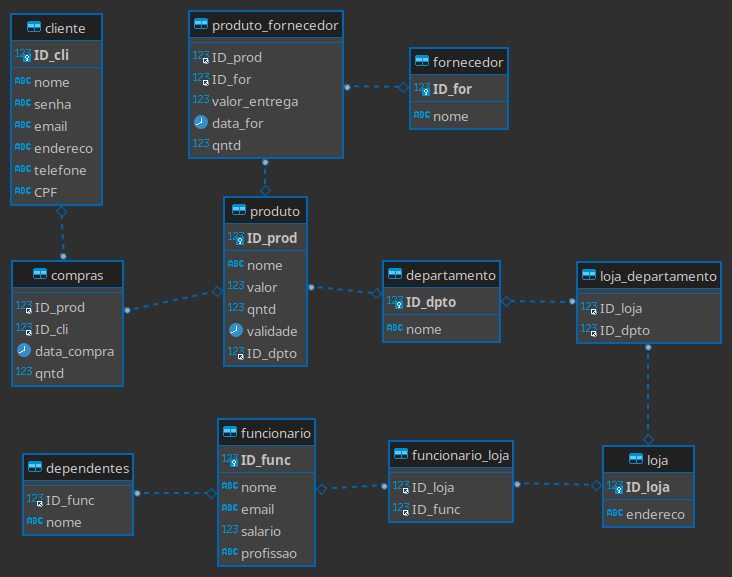 cliente
123 ID_cli
ABC nome
ABC senha
ABC email
ABC endereco
ABC telefone
ABC CPF
produto_fornecedor
123 ID_prod
123 ID_for
123 valor_entrega
data_for
123 qntd
fornecedor
123 ID_for
ABC nome
compras
123 ID_prod
123 ID_cli
data_compra
123 qntd
produto
123 ID_prod
ABC nome
123 valor
123 qntd
validade
123 ID_dpto
departamento
123 ID_dpto
ABC nome
loja_departamento
123 ID_loja
123 ID_dpto
dependentes
123 ID_func
ABC nome
funcionario
123 ID_func
ABC nome
ABC email
123 salario
ABC profissao
funcionario_loja
123 ID_loja
123 ID_func
loja
123 ID_loja
ABC endereco